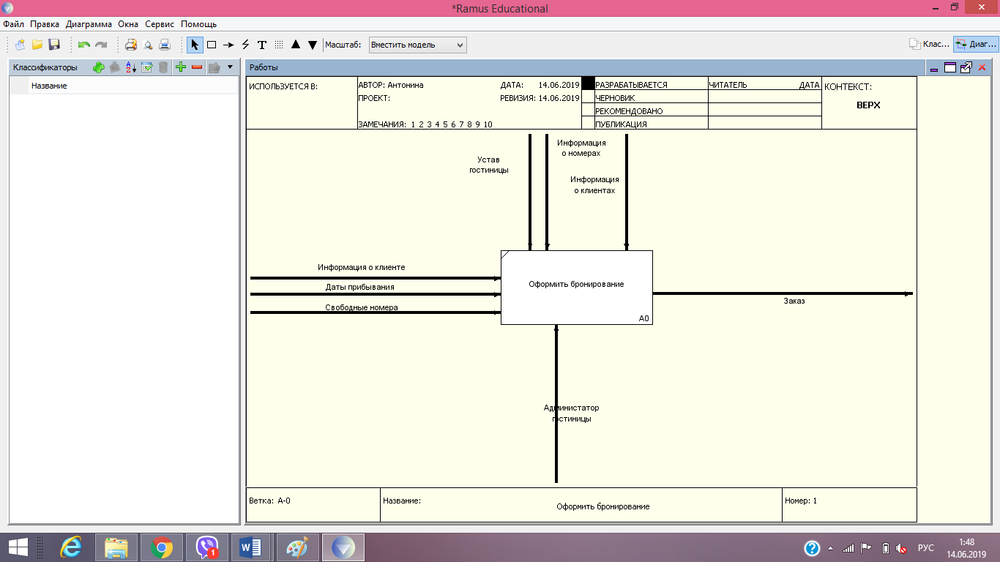 *Ramus Educational
Файл Правка Диаграмма Окна Сервис Помощь
Масштаб: Вместить модель Клас... Диаг...
Классификаторы
Название
Работы
ИСПОЛЬЗУЕТСЯ В:
АВТОР: Антонина ДАТА: 14.06.2019
ПРОЕКТ: РЕВИЗИЯ: 14.06.2019
ЗАМЕЧАНИЯ: 1 2 3 4 5 6 7 8 9 10
РАЗРАБАТЫВАЕТСЯ
ЧЕРНОВИК
РЕКОМЕНДОВАНО
ПУБЛИКАЦИЯ
ЧИТАТЕЛЬ ДАТА
КОНТЕКСТ:
ВЕРХ
Устав
гостиницы
Информация
о номерах
Информация
о клиентах
Информация о клиенте
Даты прибывания
Свободные номера
Оформить бронирование
A0
Заказ
Администатор
гостиницы
Ветка: A-0
Название:
Оформить бронирование
Номер: 1
1
РУС
1:48
14.06.2019